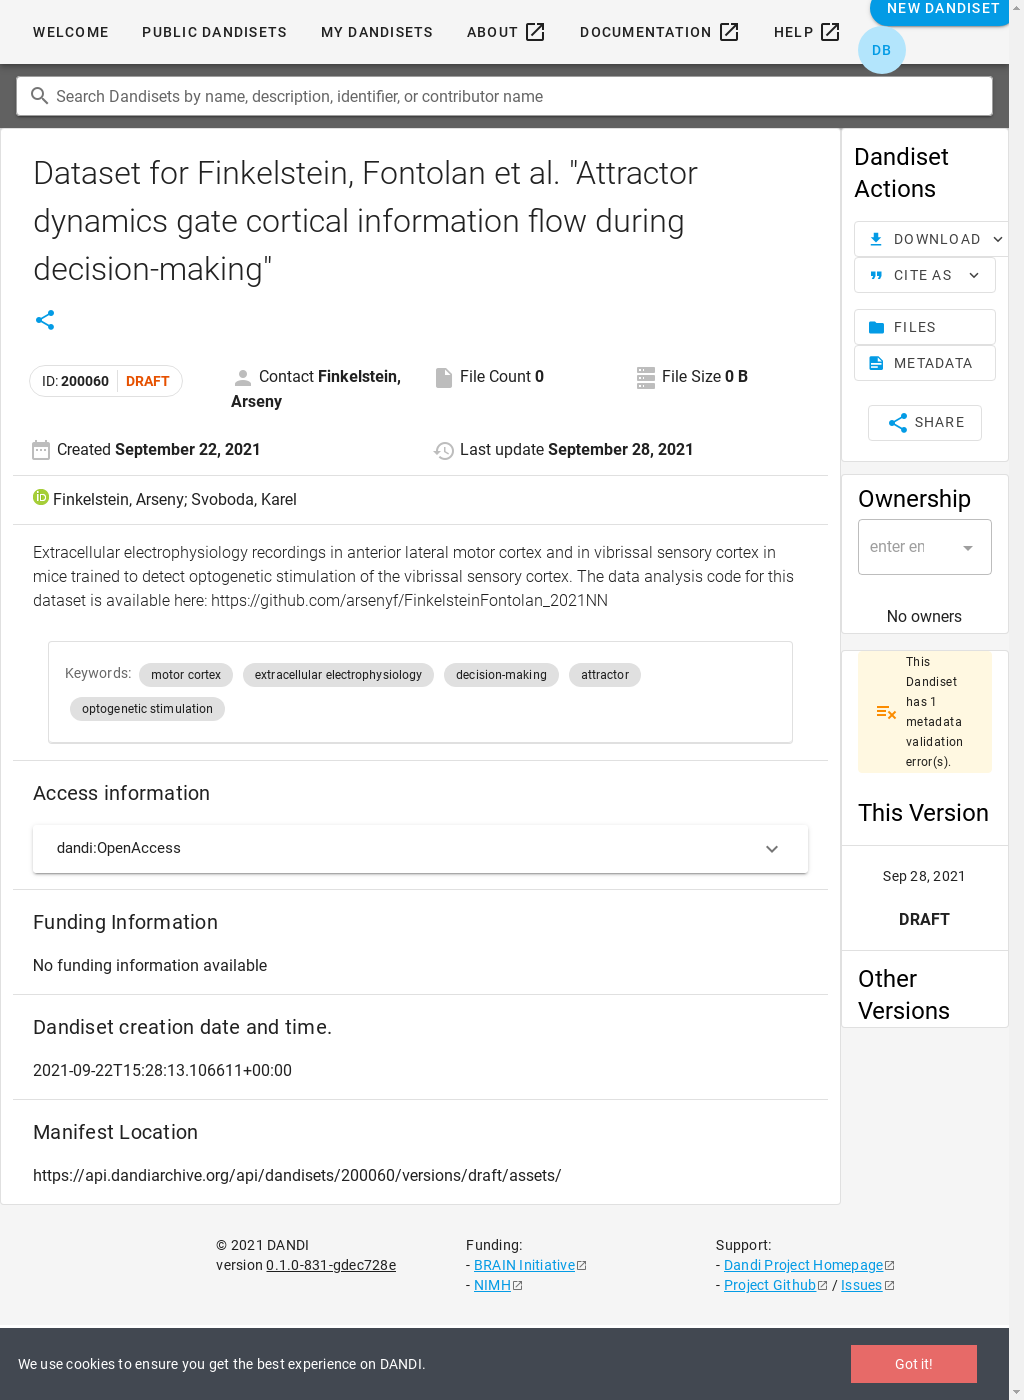 NEW DANDISET
WELCOME PUBLIC DANDISETS MY DANDISETS ABOUT DOCUMENTATION HELP
DB
Search Dandisets by name, description, identifier, or contributor name
Dataset for Finkelstein, Fontolan et al. "Attractor
dynamics gate cortical information flow during
decision-making"
ID: 200060 DRAFT
Contact Finkelstein,
Arseny
File Count 0
File Size 0 B
Created September 22, 2021
Last update September 28, 2021
iD Finkelstein, Arseny; Svoboda, Karel
Extracellular electrophysiology recordings in anterior lateral motor cortex and in vibrissal sensory cortex in
mice trained to detect optogenetic stimulation of the vibrissal sensory cortex. The data analysis code for this
dataset is available here: https://github.com/arsenyf/FinkelsteinFontolan_2021NN
Keywords: motor cortex extracellular electrophysiology decision-making attractor
optogenetic stimulation
Access information
dandi:OpenAccess
Funding Information
No funding information available
Dandiset creation date and time.
2021-09-22T15:28:13.106611+00:00
Manifest Location
https://api.dandiarchive.org/api/dandisets/200060/versions/draft/assets/
Dandiset
Actions
DOWNLOAD
CITE AS
FILES
METADATA
SHARE
Ownership
enter en
No owners
This
Dandiset
has 1
metadata
validation
error(s).
This Version
Sep 28, 2021
DRAFT
Other
Versions
© 2021 DANDI
version 0.1.0-831-gdec728e
Funding:
- BRAIN Initiative
- NIMH
Support:
- Dandi Project Homepage
- Project Github / Issues
We use cookies to ensure you get the best experience on DANDI.
Got it!